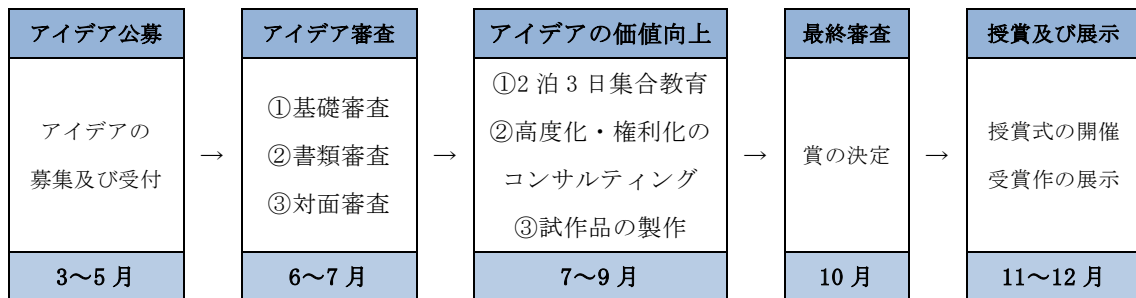 アイデア公募
アイデアの
募集及び受付
3～5 月
→
アイデア審査
①基礎審査
②書類審査
③対面審査
6～7 月
→
アイデアの価値向上
①2 泊 3 日集合教育
②高度化・権利化の
コンサルティング
③試作品の製作
7～9 月
→
最終審査
賞の決定
10 月
→
授賞及び展示
授賞式の開催
受賞作の展示
11～12 月